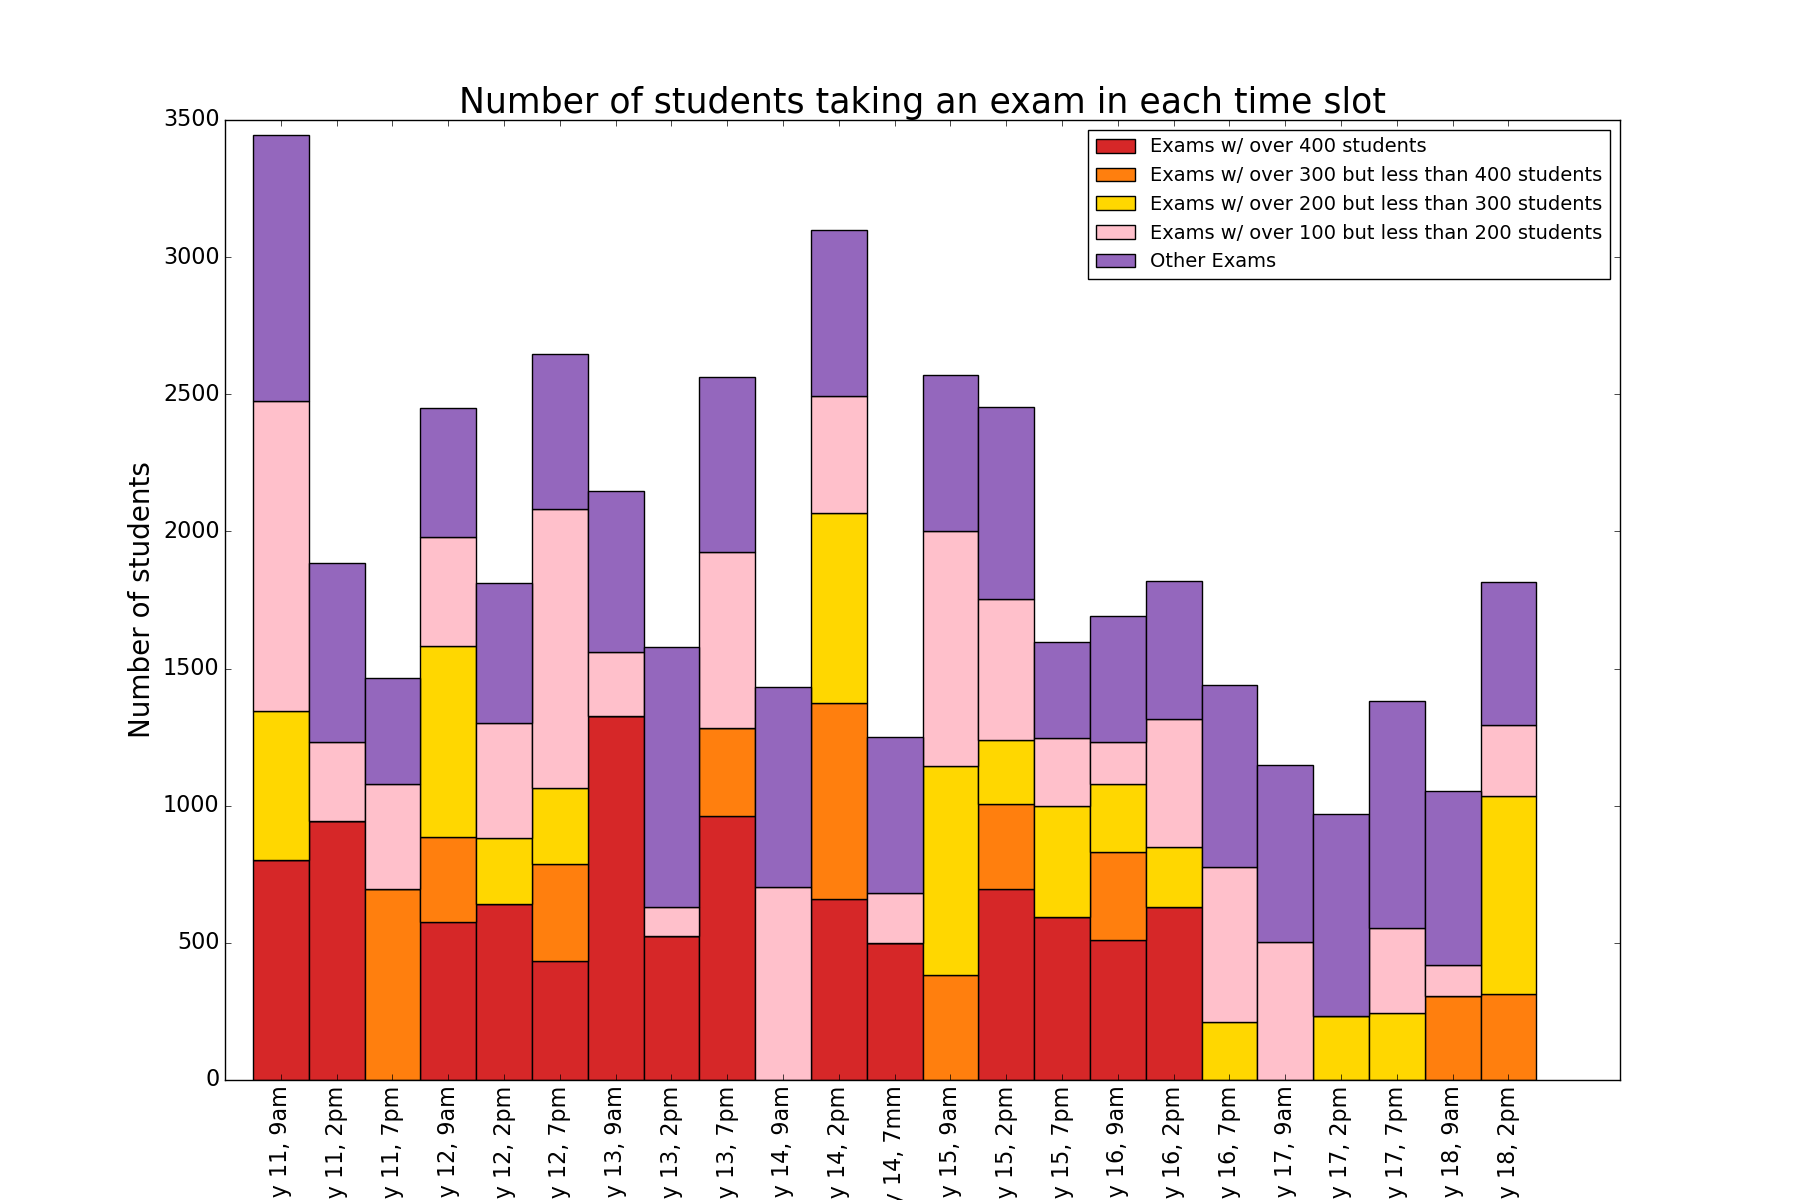 Number of students taking an exam in each time slot
Exams w/ over 400 students
Exams w/ over 300 but less than 400 students
Exams w/ over 200 but less than 300 students
Exams w/ over 100 but less than 200 students
Other Exams
Number of students
3500
3000
2500
2000
1500
1000
500
0
y 11, 9am
y 11, 2pm
y 11, 7pm
y 12, 9am
y 12, 2pm
y 12, 7pm
y 13, 9am
y 13, 2pm
y 13, 7pm
y 14, 9am
y 14, 2pm
y 14, 7mm
y 15, 9am
y 15, 2pm
y 15, 7pm
y 16, 9am
y 16, 2pm
y 16, 7pm
y 17, 9am
y 17, 2pm
y 17, 7pm
y 18, 9am
y 18, 2pm